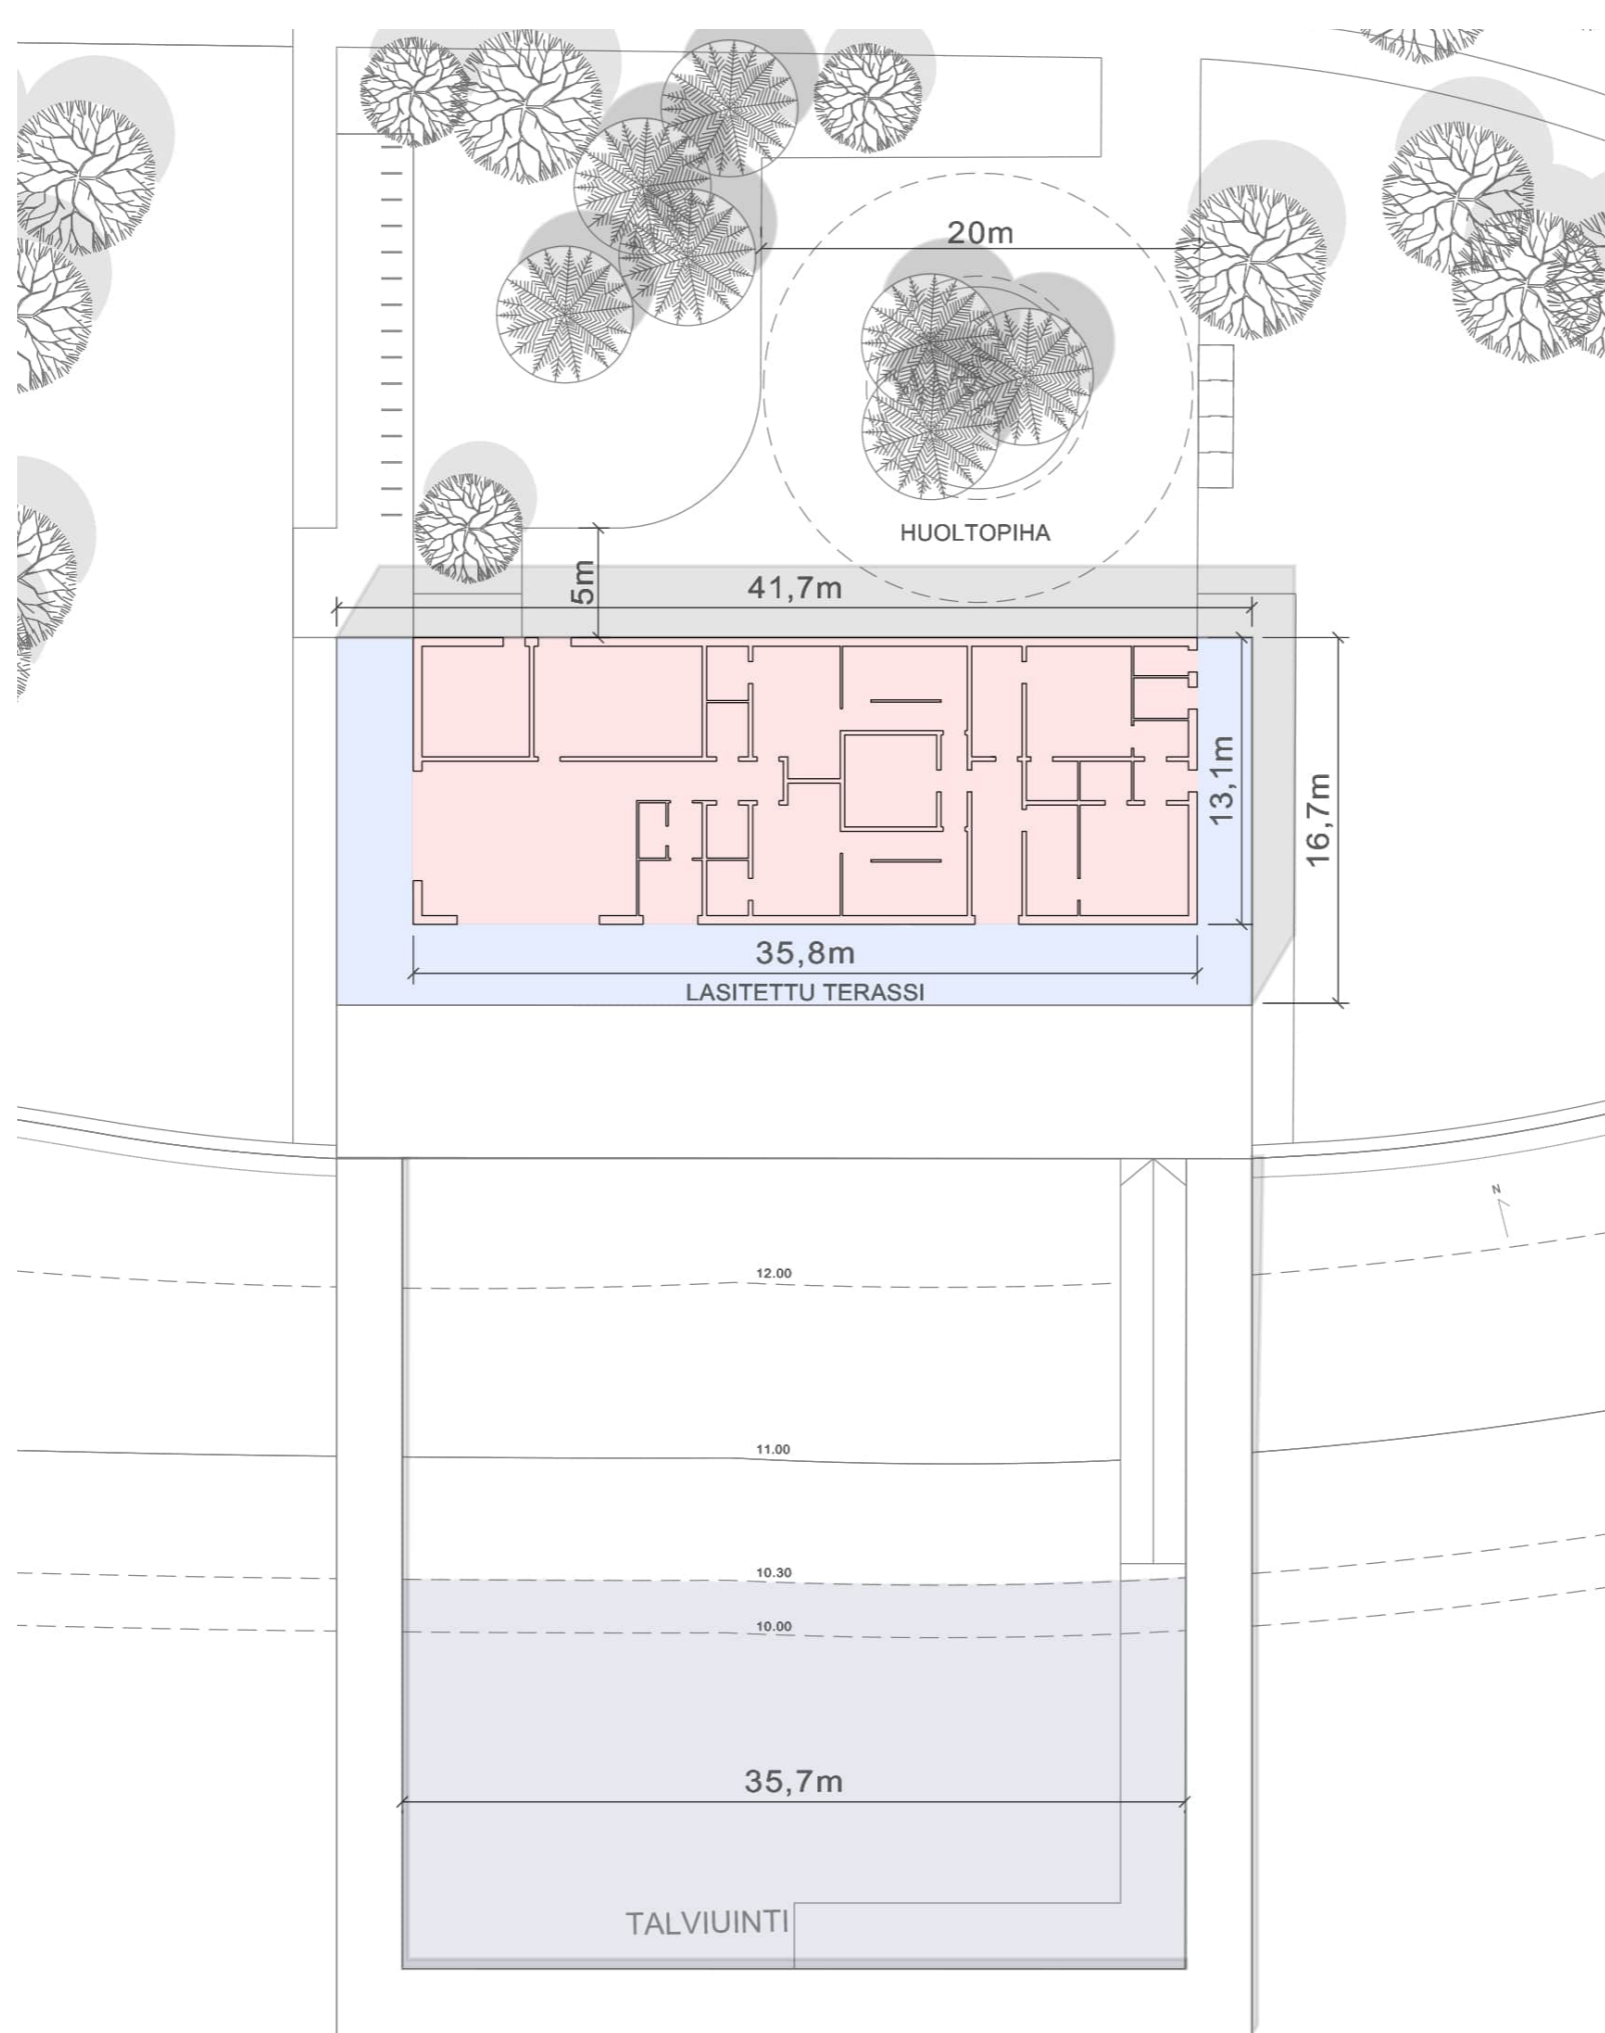 20m
HUOLTOPIHA
5m
41,7m
13,1m
16,7m
35,8m
LASITETTU TERASSI
N
12.00
11.00
10.30
10.00
35,7m
TALVIUINTI